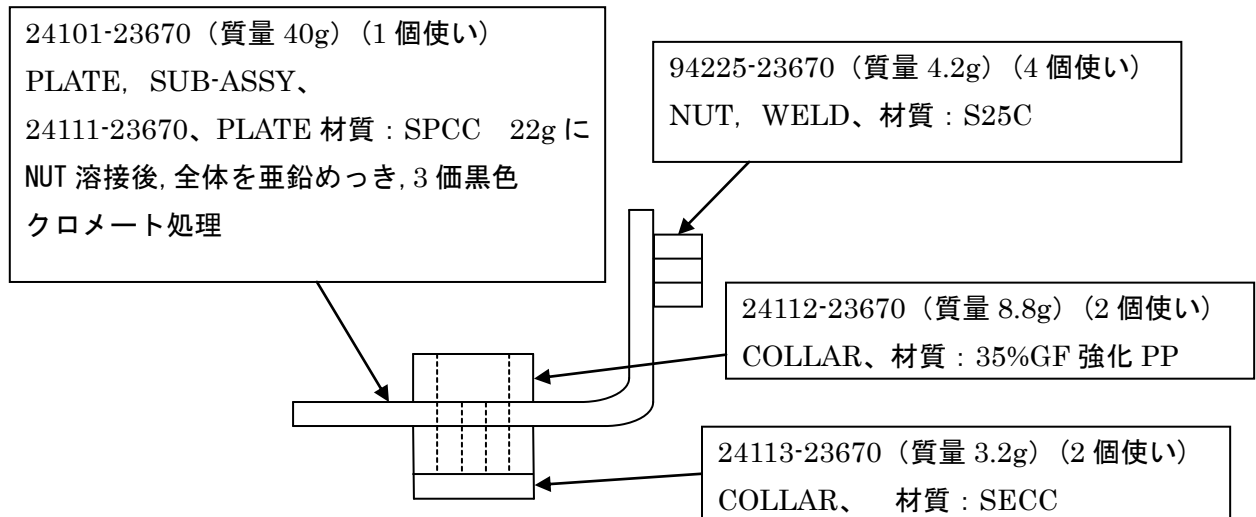 24101-23670（質量 40g）（1 個使い）
PLATE, SUB-ASSY、
24111-23670、PLATE 材質：SPCC　22g に
NUT 溶接後, 全体を亜鉛めっき, 3 価黒色
クロメート処理
94225-23670（質量 4.2g）（4 個使い）
NUT, WELD、材質：S25C
24112-23670（質量 8.8g）（2 個使い）
COLLAR、材質：35%GF 強化 PP
24113-23670（質量 3.2g）（2 個使い）
COLLAR、　材質：SECC